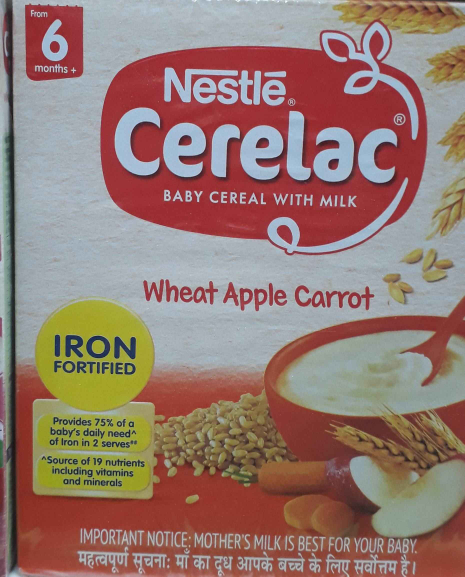 From
6
months +
Nestlé®
Cerelac®
BABY CEREAL WITH MILK
Wheat Apple Carrot
IRON
FORTIFIED
Provides 75% of a
baby's daily need^
of Iron in 2 serves**
^Source of 19 nutrients
including vitamins
and minerals
IMPORTANT NOTICE: MOTHER'S MILK IS BEST FOR YOUR BABY.
महत्वपूर्ण सूचना: माँ का दूध आपके बच्चे के लिए सर्वोत्तम है।